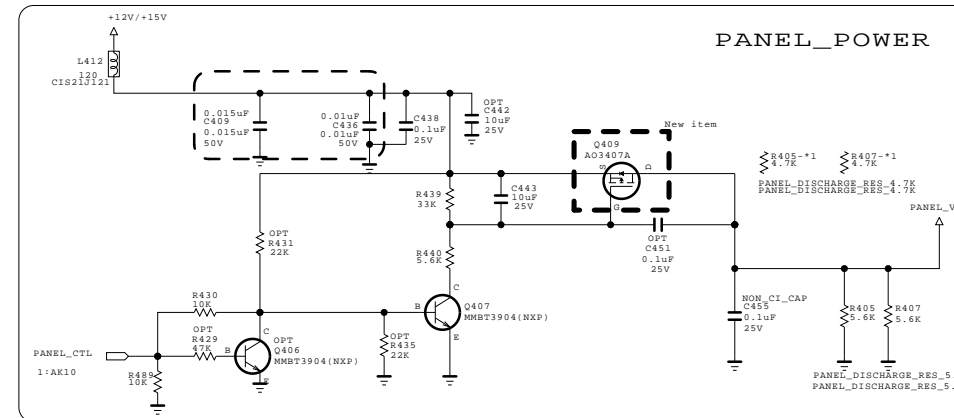 +12V/+15V
PANEL_POWER
L412
120
CIS21J121
0.015uF
C409
0.015uF
50V
0.01uF
C436
0.01uF
50V
C438
0.1uF
25V
OPT
C442
10uF
25V
New item
Q409
AO3407A
S
D
G
R405-*1
4.7K
R407-*1
4.7K
PANEL_DISCHARGE_RES_4.7K
PANEL_DISCHARGE_RES_4.7K
PANEL_V
R439
33K
C443
10uF
25V
OPT
R431
22K
R440
5.6K
OPT
C451
0.1uF
25V
R430
10K
B
C
E
Q407
MMBT3904(NXP)
NON_CI_CAP
C455
0.1uF
25V
R405
5.6K
R407
5.6K
OPT
R429
47K
B
C
E
OPT
Q406
MMBT3904(NXP)
OPT
R435
22K
PANEL_CTL
1:AK10
R489
10K
PANEL_DISCHARGE_RES_5.
PANEL_DISCHARGE_RES_5.